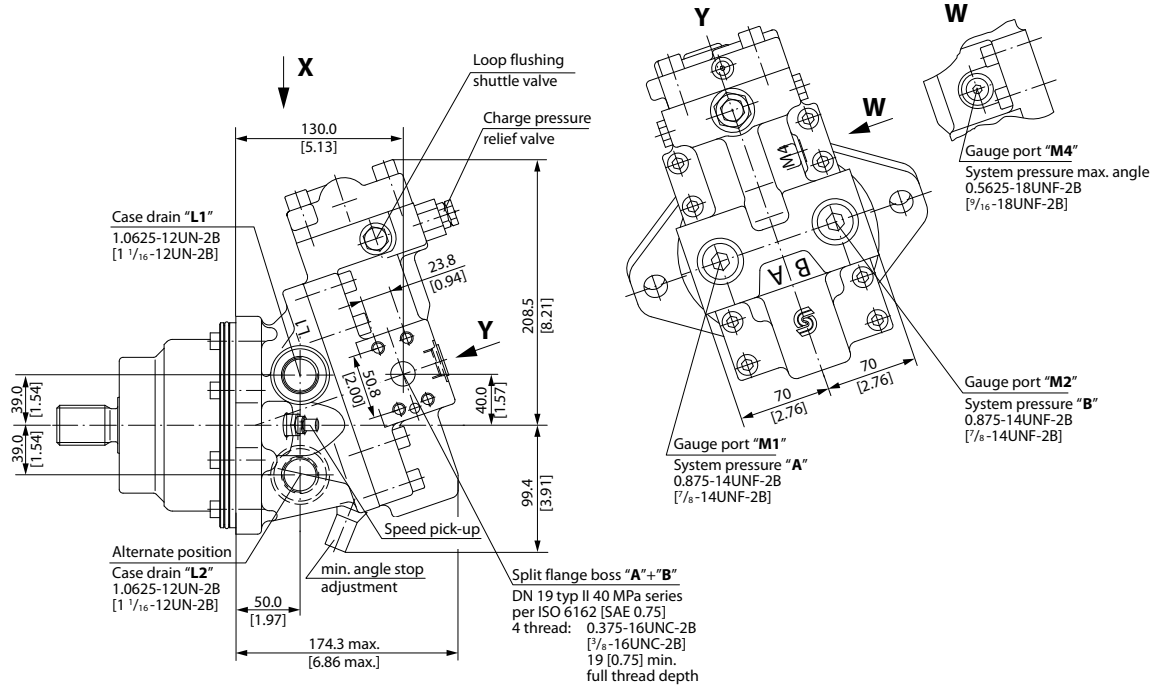 X
Loop flushing
shuttle valve
Charge pressure
relief valve
130.0
[5.13]
Case drain "L1"
1.0625-12UN-2B
[1 1/16-12UN-2B]
L1
23.8
[0.94]
208.5
[8.21]
Y
50.8
[2.00]
40.0
[1.57]
39.0
[1.54]
39.0
[1.54]
99.4
[3.91]
Speed pick-up
Alternate position
Case drain "L2"
1.0625-12UN-2B
[1 1/16-12UN-2B]
min. angle stop
adjustment
50.0
[1.97]
174.3 max.
[6.86 max.]
Split flange boss "A"+"B"
DN 19 typ II 40 MPa series
per ISO 6162 [SAE 0.75]
4 thread: 0.375-16UNC-2B
[3/8-16UNC-2B]
19 [0.75] min.
full thread depth
Y
W
M4
B A
70
[2.76]
70
[2.76]
Gauge port "M1"
System pressure "A"
0.875-14UNF-2B
[7/8-14UNF-2B]
W
Gauge port "M4"
System pressure max. angle
0.5625-18UNF-2B
[9/16-18UNF-2B]
Gauge port "M2"
System pressure "B"
0.875-14UNF-2B
[7/8-14UNF-2B]